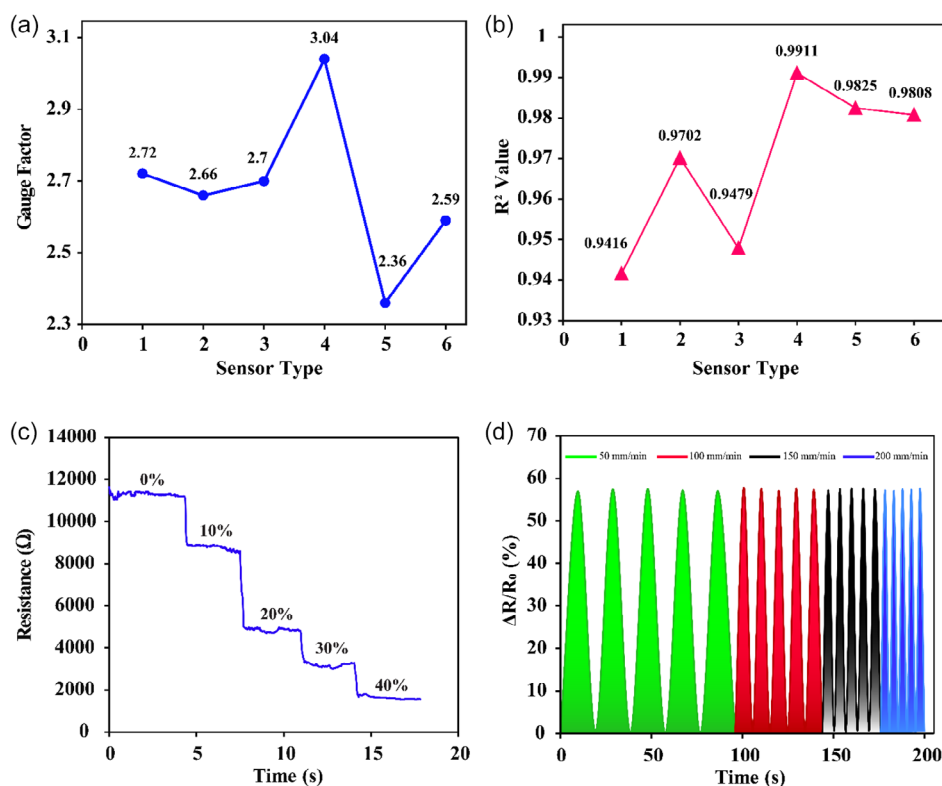 (a)
3.1
2.9
2.7
2.5
2.3
Gauge Factor
2.72
2.66
2.7
3.04
2.36
2.59
0 1 2 3 4 5 6
Sensor Type
(b)
1
0.99
0.98
0.97
0.96
0.95
0.94
0.93
R² Value
0.9416
0.9702
0.9479
0.9911
0.9825
0.9808
0 1 2 3 4 5 6
Sensor Type
(c)
14000
12000
10000
8000
6000
4000
2000
0
Resistance (Ω)
0%
10%
20%
30%
40%
0 5 10 15 20
Time (s)
(d)
70
60
50
40
30
20
10
0
ΔR/R₀ (%)
50 mm/min 100 mm/min 150 mm/min 200 mm/min
0 50 100 150 200
Time (s)